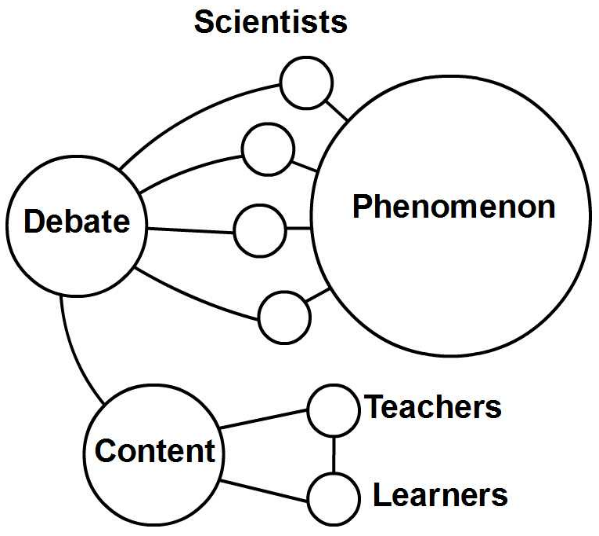 Scientists
Debate
Phenomenon
Content
Teachers
Learners